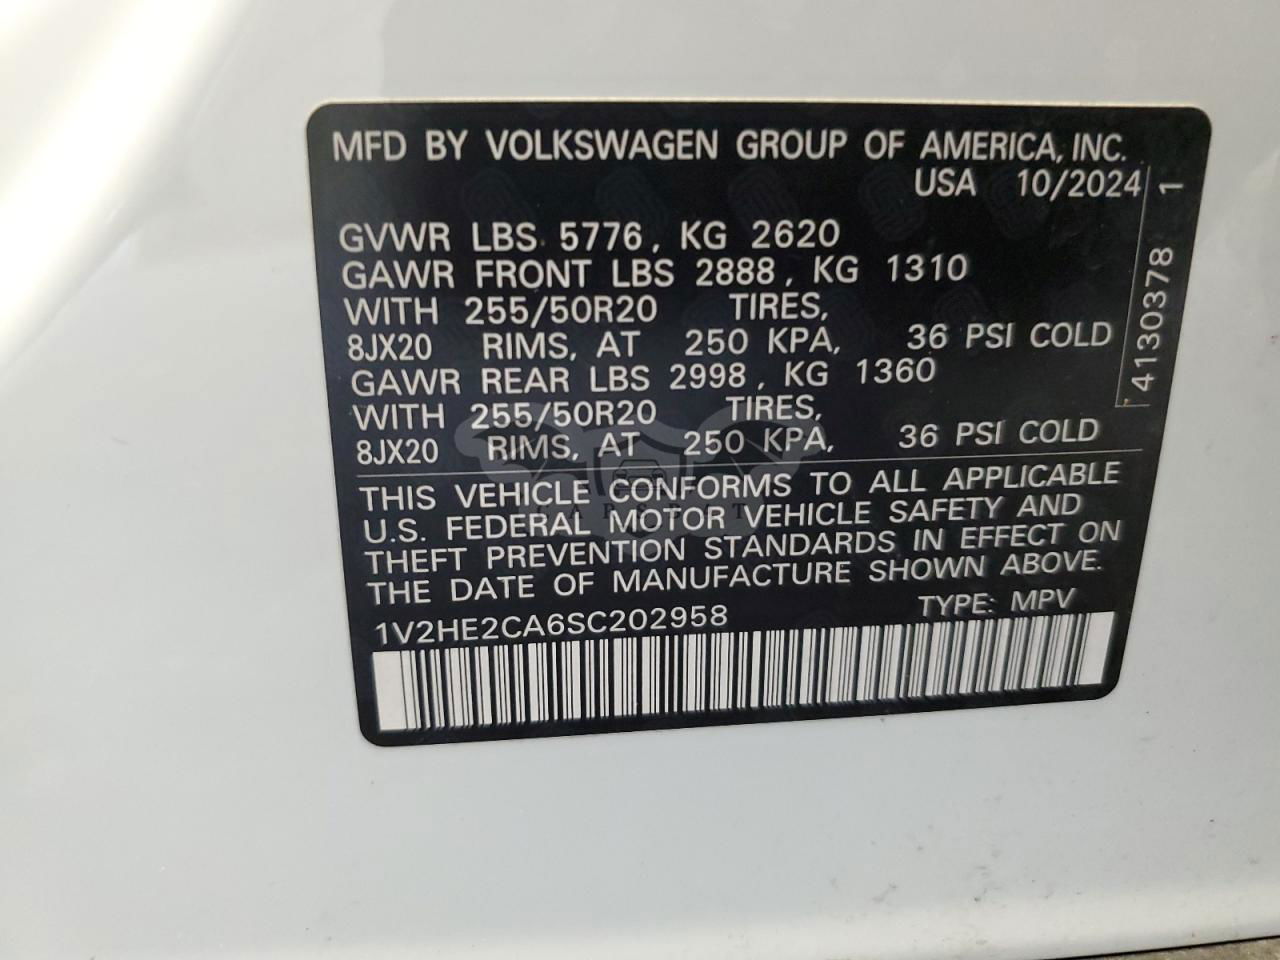 MFD BY VOLKSWAGEN GROUP OF AMERICA, INC.
USA 10/2024
GVWR LBS 5776, KG 2620
GAWR FRONT LBS 2888, KG 1310
WITH 255/50R20 TIRES,
8JX20 RIMS, AT 250 KPA, 36 PSI COLD
GAWR REAR LBS 2998, KG 1360
WITH 255/50R20 TIRES,
8JX20 RIMS, AT 250 KPA, 36 PSI COLD
THIS VEHICLE CONFORMS TO ALL APPLICABLE
U.S. FEDERAL MOTOR VEHICLE SAFETY AND
THEFT PREVENTION STANDARDS IN EFFECT ON
THE DATE OF MANUFACTURE SHOWN ABOVE.
1V2HE2CA6SC202958 TYPE: MPV
4130378 1